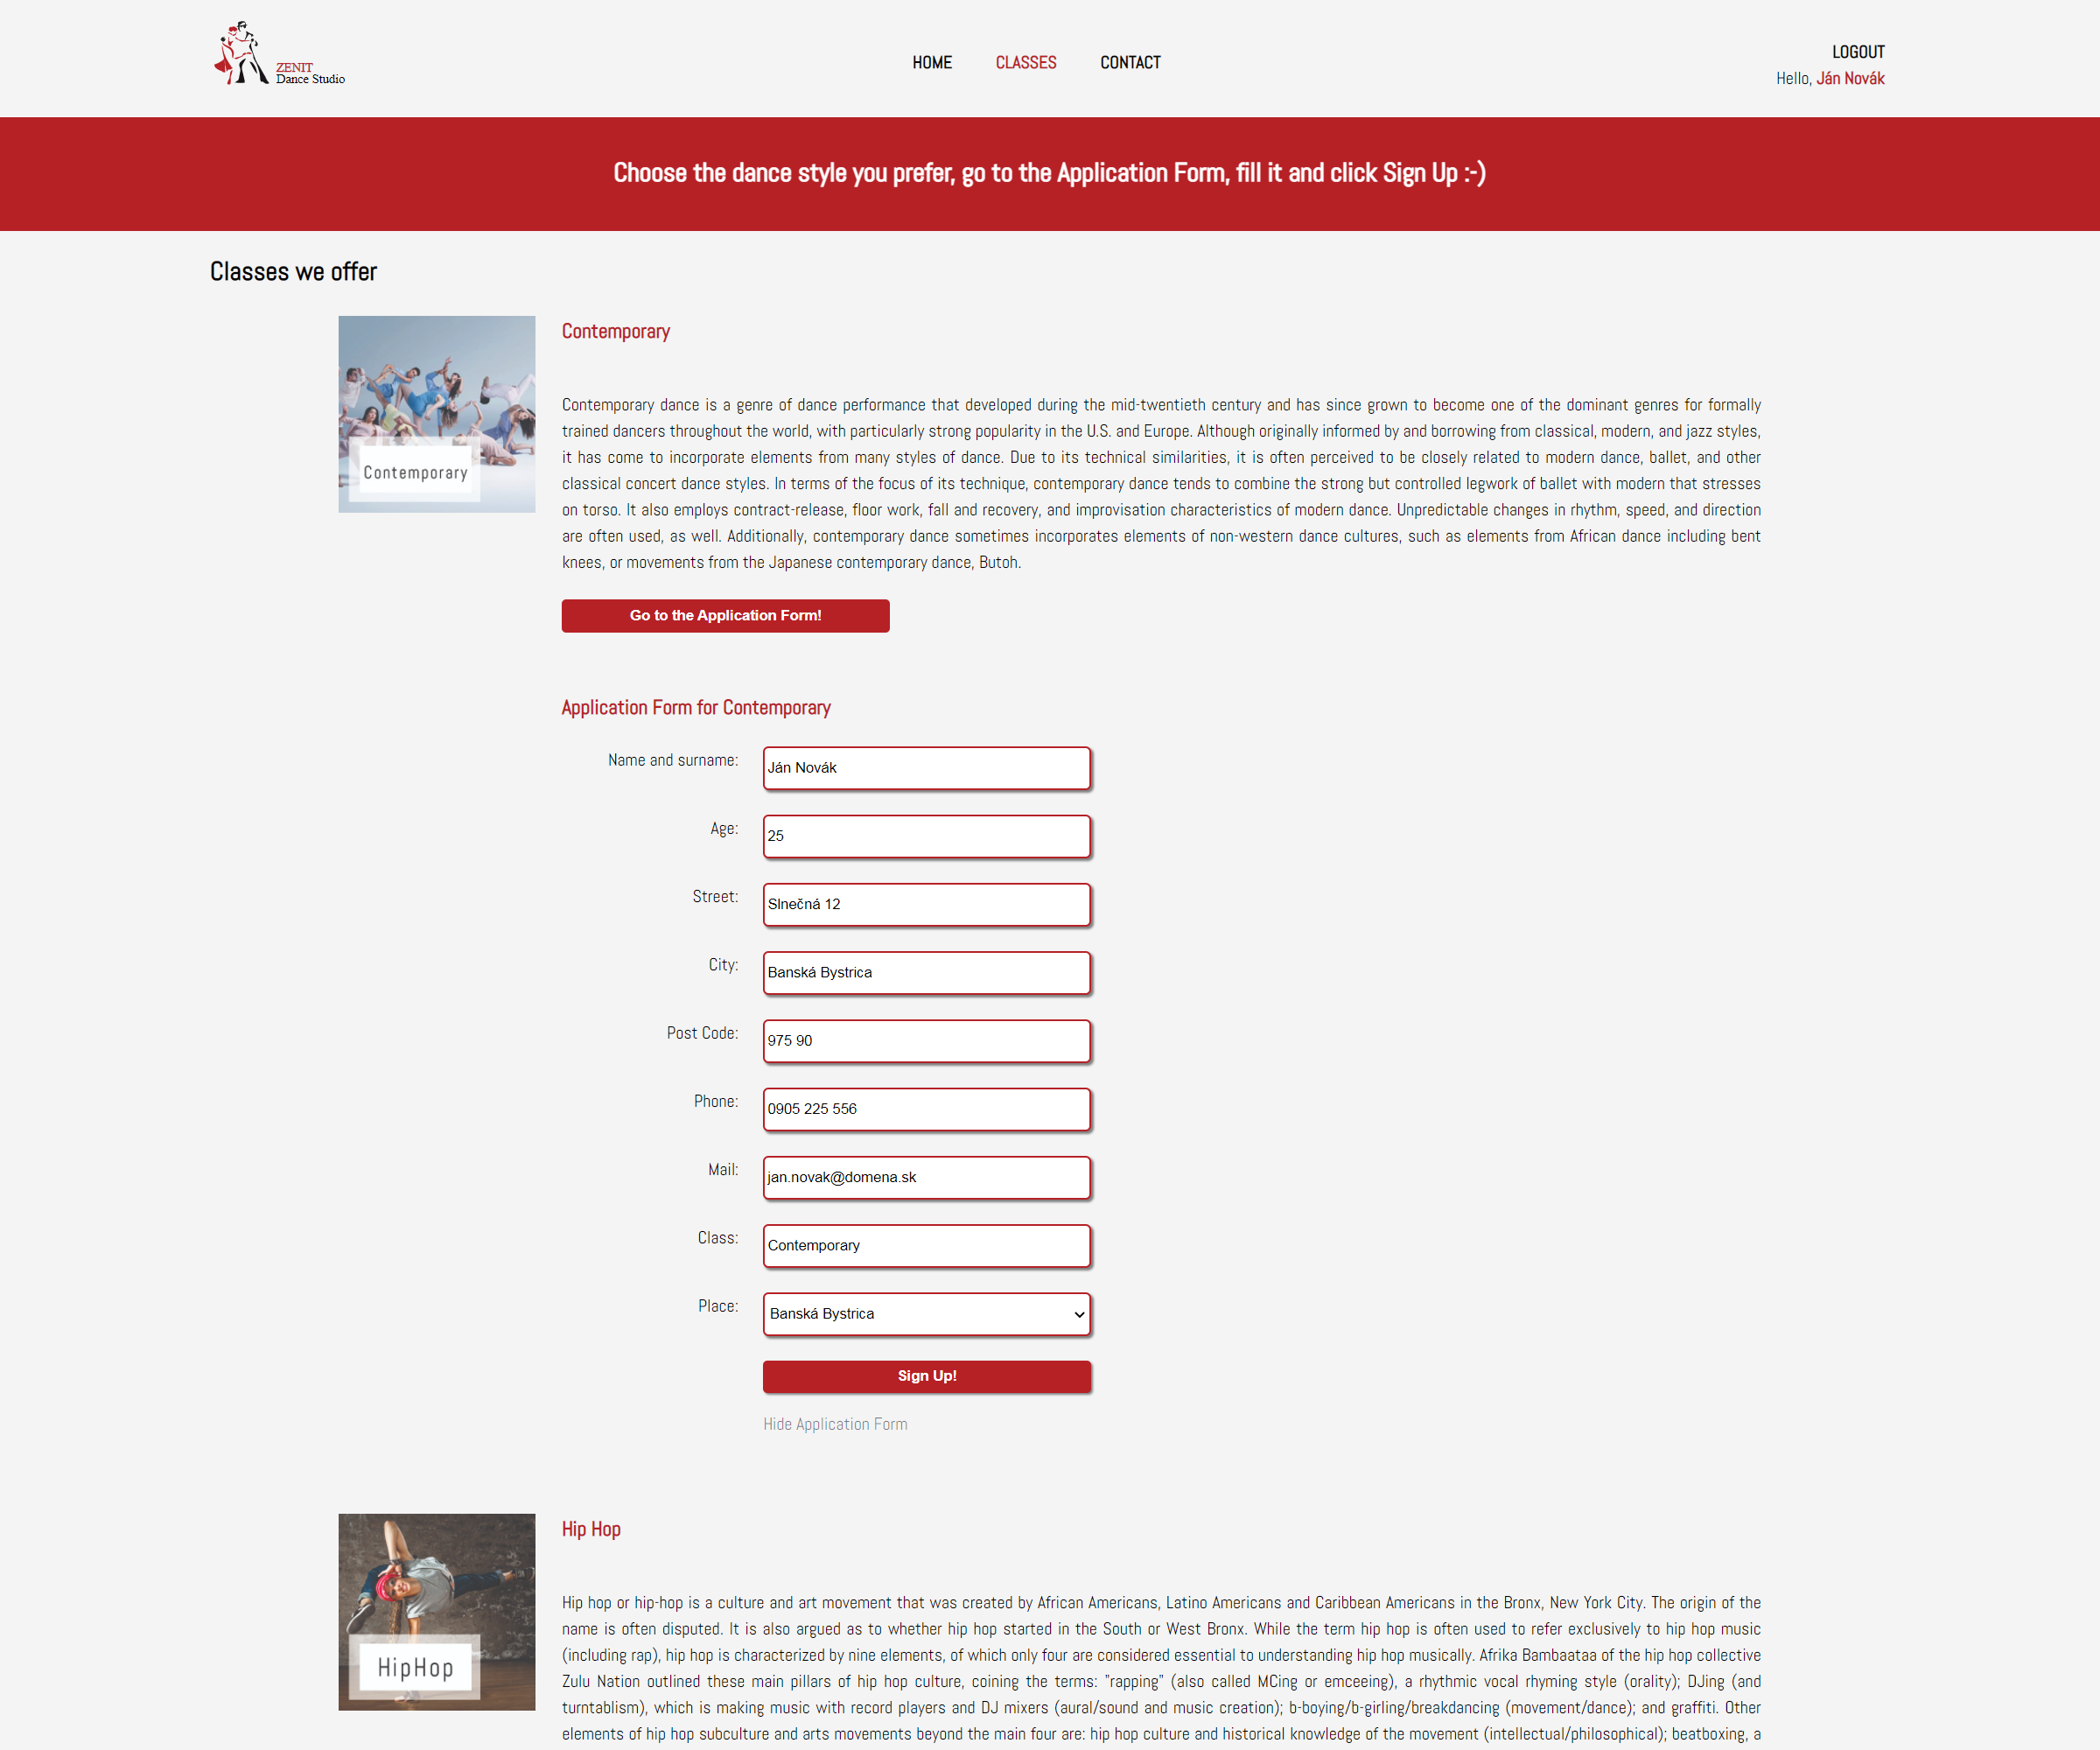 ZENIT
Dance Studio
HOME
CLASSES
CONTACT
LOGOUT
Hello, Ján Novák
Choose the dance style you prefer, go to the Application Form, fill it and click Sign Up :-)
Classes we offer
Contemporary
Contemporary
Contemporary dance is a genre of dance performance that developed during the mid-twentieth century and has since grown to become one of the dominant genres for formally
trained dancers throughout the world, with particularly strong popularity in the U.S. and Europe. Although originally informed by and borrowing from classical, modern, and jazz styles,
it has come to incorporate elements from many styles of dance. Due to its technical similarities, it is often perceived to be closely related to modern dance, ballet, and other
classical concert dance styles. In terms of the focus of its technique, contemporary dance tends to combine the strong but controlled legwork of ballet with modern that stresses
on torso. It also employs contract-release, floor work, fall and recovery, and improvisation characteristics of modern dance. Unpredictable changes in rhythm, speed, and direction
are often used, as well. Additionally, contemporary dance sometimes incorporates elements of non-western dance cultures, such as elements from African dance including bent
knees, or movements from the Japanese contemporary dance, Butoh.
Go to the Application Form!
Application Form for Contemporary
Name and surname:
Ján Novák
Age:
25
Street:
Slnečná 12
City:
Banská Bystrica
Post Code:
975 90
Phone:
0905 225 556
Mail:
jan.novak@domena.sk
Class:
Contemporary
Place:
Banská Bystrica
Sign Up!
Hide Application Form
HipHop
Hip Hop
Hip hop or hip-hop is a culture and art movement that was created by African Americans, Latino Americans and Caribbean Americans in the Bronx, New York City. The origin of the
name is often disputed. It is also argued as to whether hip hop started in the South or West Bronx. While the term hip hop is often used to refer exclusively to hip hop music
(including rap), hip hop is characterized by nine elements, of which only four are considered essential to understanding hip hop musically. Afrika Bambaataa of the hip hop collective
Zulu Nation outlined these main pillars of hip hop culture, coining the terms: "rapping" (also called MCing or emceeing), a rhythmic vocal rhyming style (orality); DJing (and
turntablism), which is making music with record players and DJ mixers (aural/sound and music creation); b-boying/b-girling/breakdancing (movement/dance); and graffiti. Other
elements of hip hop subculture and arts movements beyond the main four are: hip hop culture and historical knowledge of the movement (intellectual/philosophical); beatboxing, a